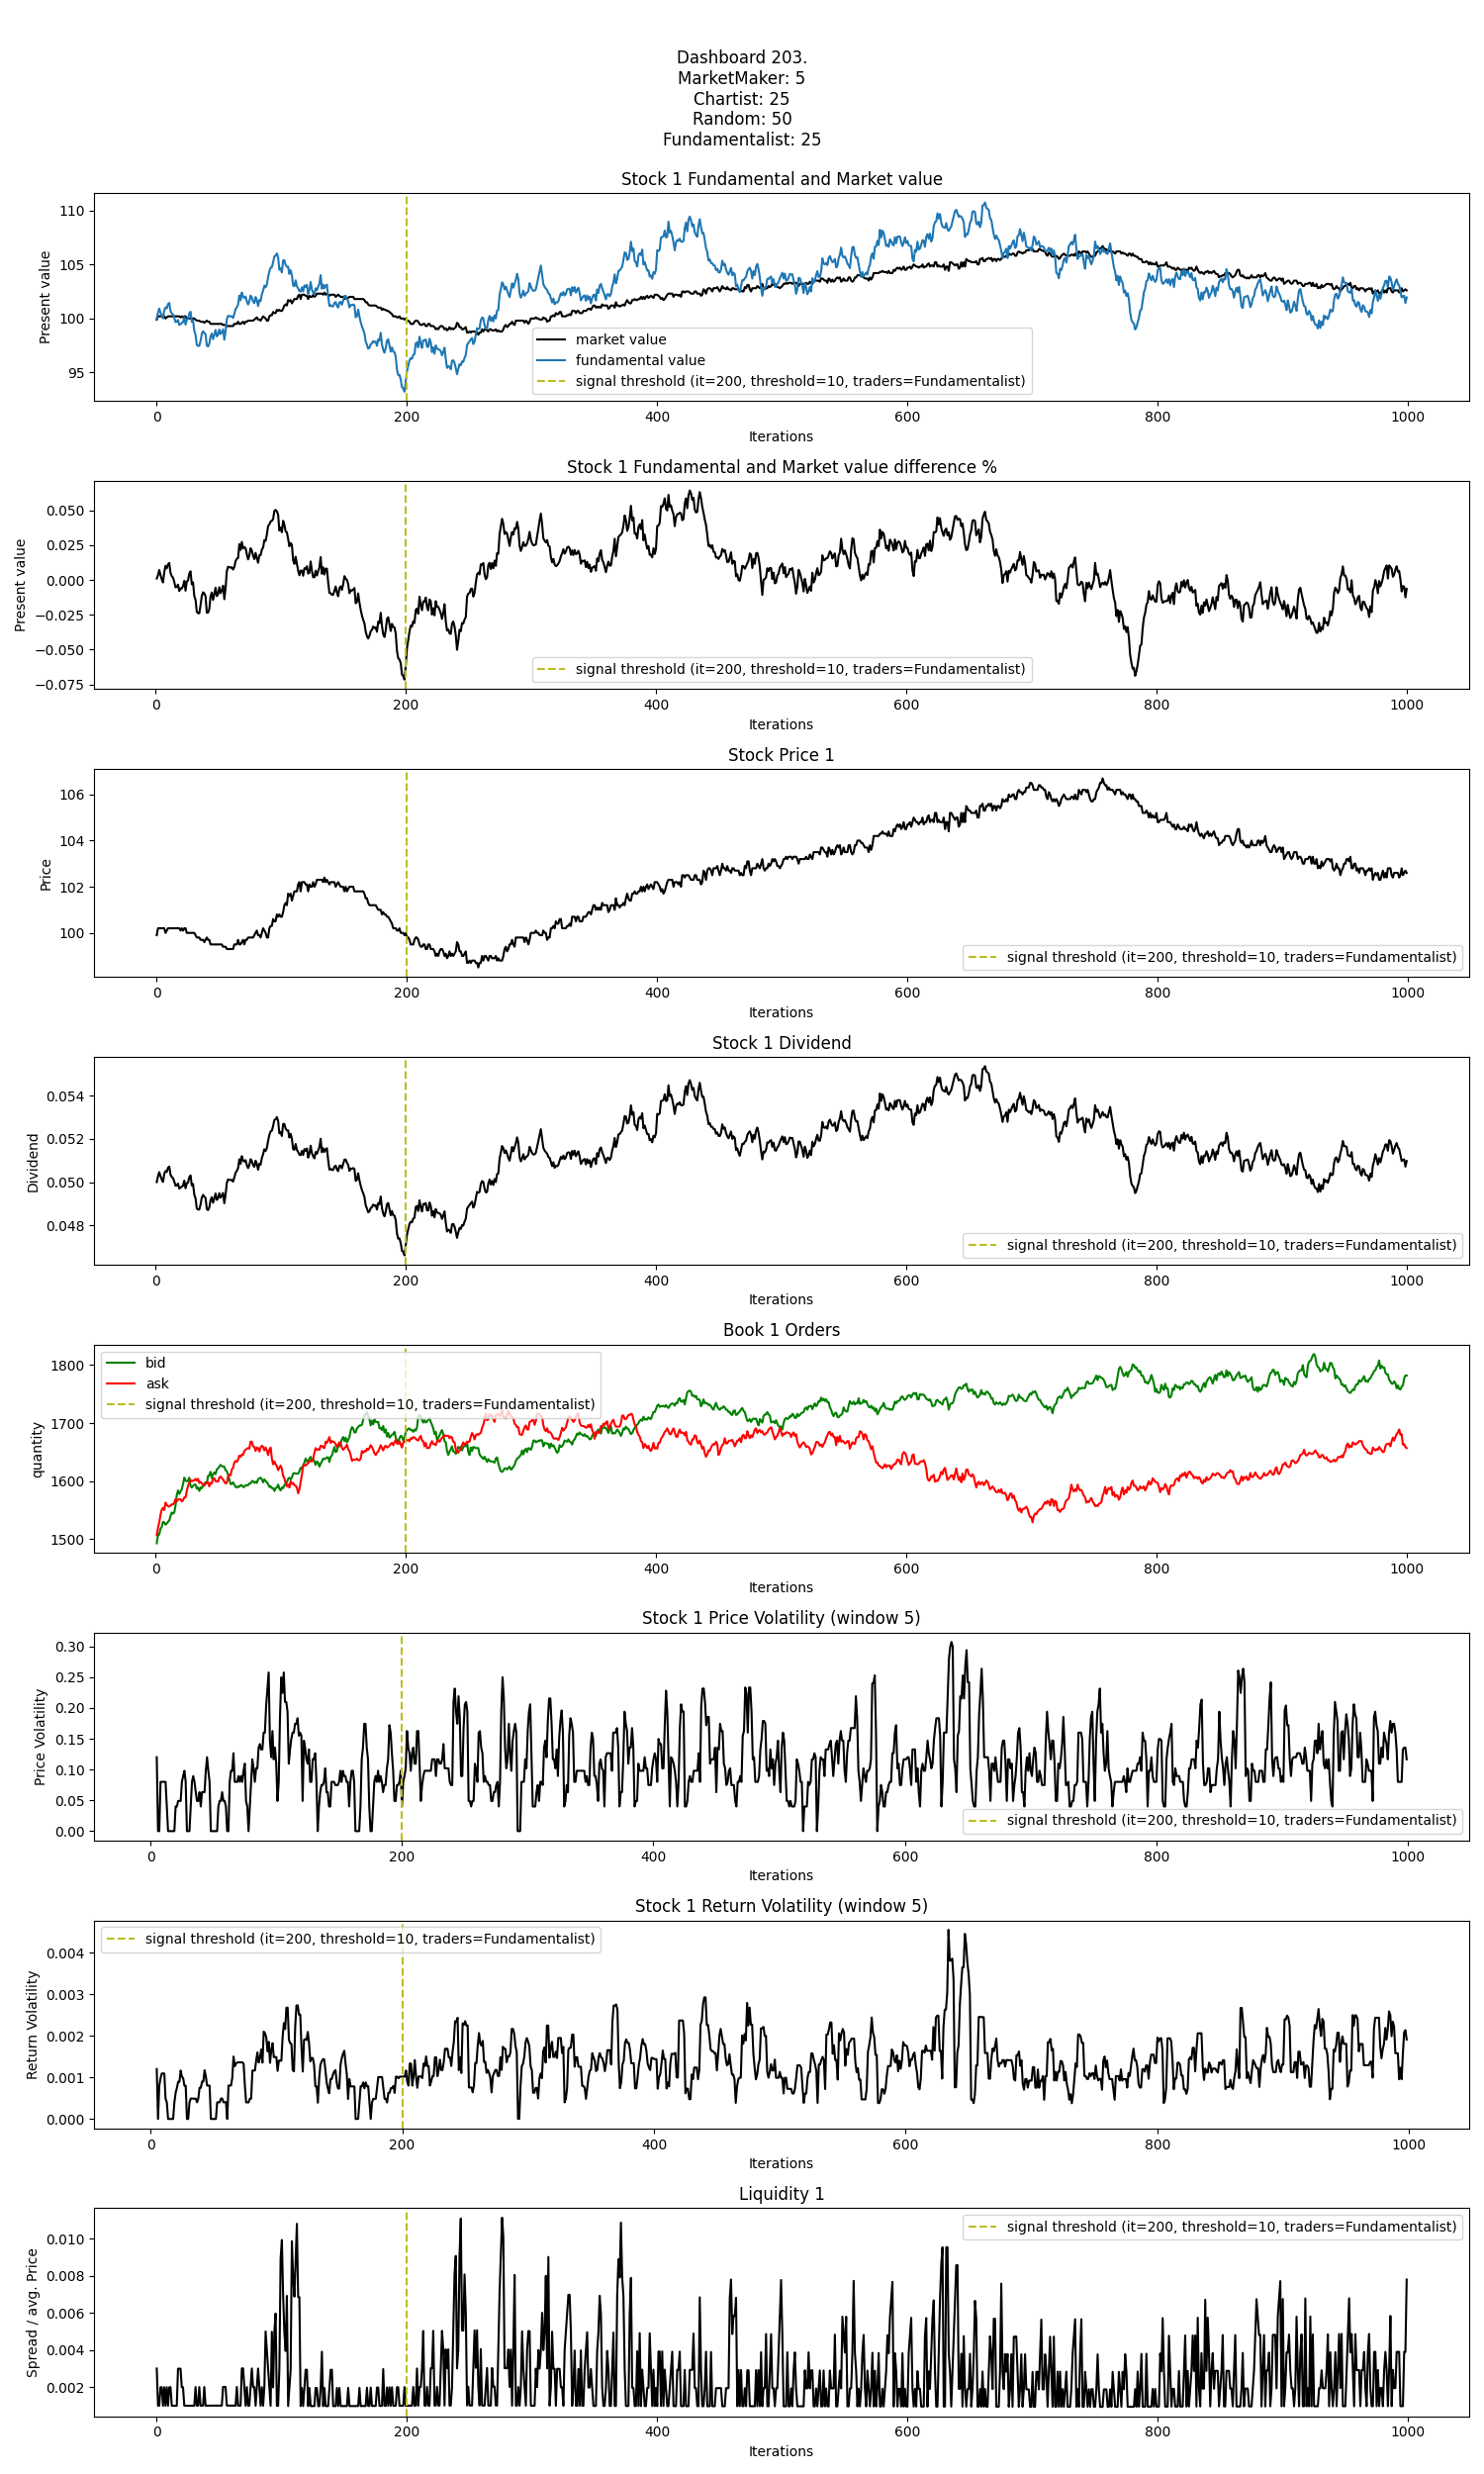 Dashboard 203.
MarketMaker: 5
Chartist: 25
Random: 50
Fundamentalist: 25
Stock 1 Fundamental and Market value
Present value
110
105
100
95
market value
fundamental value
signal threshold (it=200, threshold=10, traders=Fundamentalist)
0 200 400 600 800 1000
Iterations
Stock 1 Fundamental and Market value difference %
Present value
0.050
0.025
0.000
−0.025
−0.050
−0.075
signal threshold (it=200, threshold=10, traders=Fundamentalist)
0 200 400 600 800 1000
Iterations
Stock Price 1
Price
106
104
102
100
signal threshold (it=200, threshold=10, traders=Fundamentalist)
0 200 400 600 800 1000
Iterations
Stock 1 Dividend
Dividend
0.054
0.052
0.050
0.048
signal threshold (it=200, threshold=10, traders=Fundamentalist)
0 200 400 600 800 1000
Iterations
Book 1 Orders
quantity
1800
1700
1600
1500
bid
ask
signal threshold (it=200, threshold=10, traders=Fundamentalist)
0 200 400 600 800 1000
Iterations
Stock 1 Price Volatility (window 5)
Price Volatility
0.30
0.25
0.20
0.15
0.10
0.05
0.00
signal threshold (it=200, threshold=10, traders=Fundamentalist)
0 200 400 600 800 1000
Iterations
Stock 1 Return Volatility (window 5)
Return Volatility
0.004
0.003
0.002
0.001
0.000
signal threshold (it=200, threshold=10, traders=Fundamentalist)
0 200 400 600 800 1000
Iterations
Liquidity 1
Spread / avg. Price
0.010
0.008
0.006
0.004
0.002
signal threshold (it=200, threshold=10, traders=Fundamentalist)
0 200 400 600 800 1000
Iterations